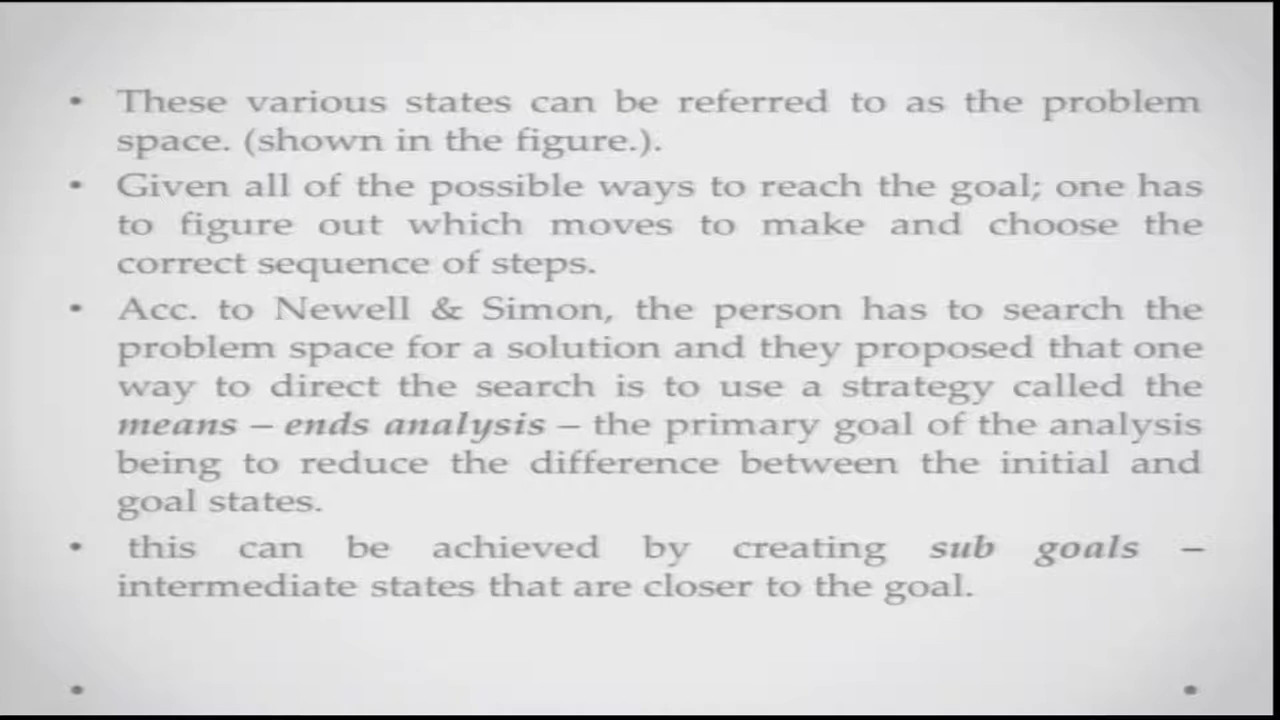 • These various states can be referred to as the problem
space. (shown in the figure.).
• Given all of the possible ways to reach the goal; one has
to figure out which moves to make and choose the
correct sequence of steps.
• Acc. to Newell & Simon, the person has to search the
problem space for a solution and they proposed that one
way to direct the search is to use a strategy called the
means – ends analysis – the primary goal of the analysis
being to reduce the difference between the initial and
goal states.
• this can be achieved by creating sub goals –
intermediate states that are closer to the goal.